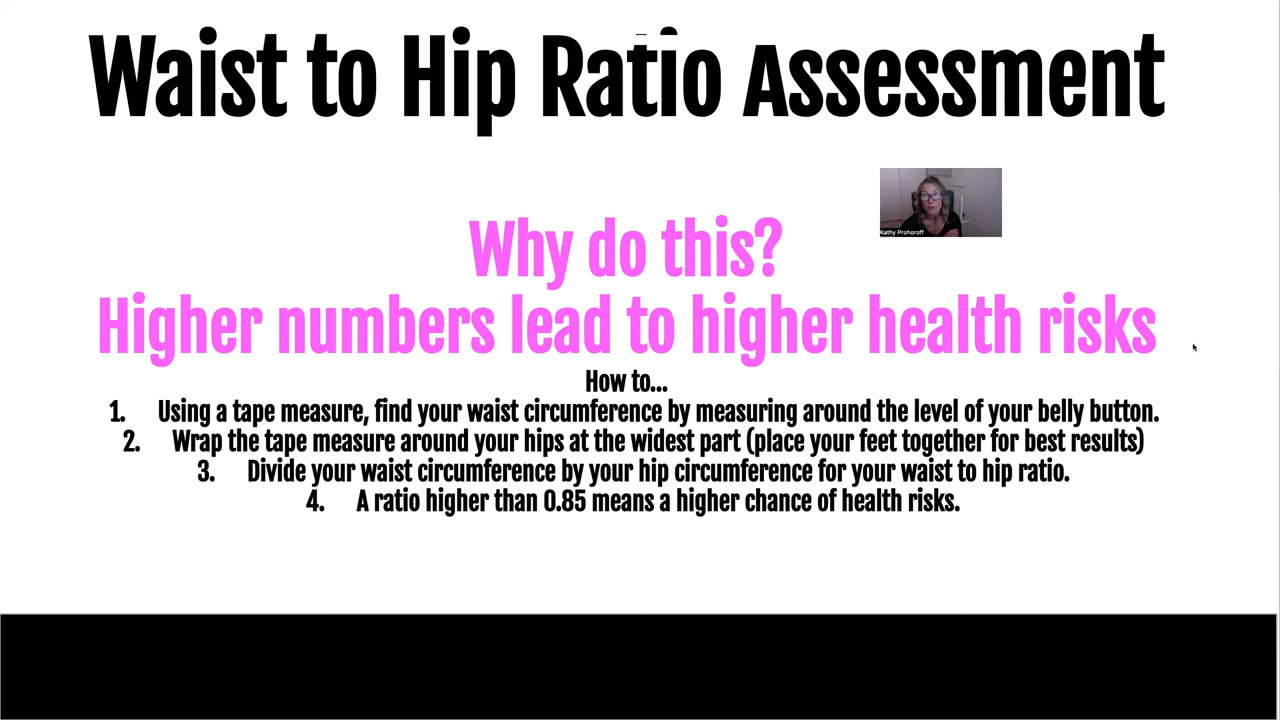 Waist to Hip Ratio Assessment
Kathy Prohoroff
Why do this?
Higher numbers lead to higher health risks
How to...
1. Using a tape measure, find your waist circumference by measuring around the level of your belly button.
2. Wrap the tape measure around your hips at the widest part (place your feet together for best results)
3. Divide your waist circumference by your hip circumference for your waist to hip ratio.
4. A ratio higher than 0.85 means a higher chance of health risks.